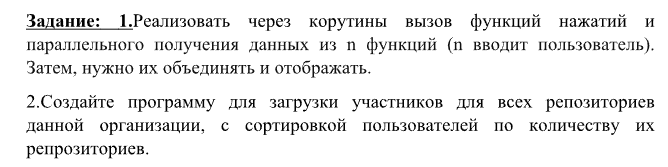 Задание: 1.Реализовать через корутины вызов функций нажатий и
параллельного получения данных из n функций (n вводит пользователь).
Затем, нужно их объединять и отображать.
2.Создайте программу для загрузки участников для всех репозиториев
данной организации, с сортировкой пользователей по количеству их
репрозиториев.